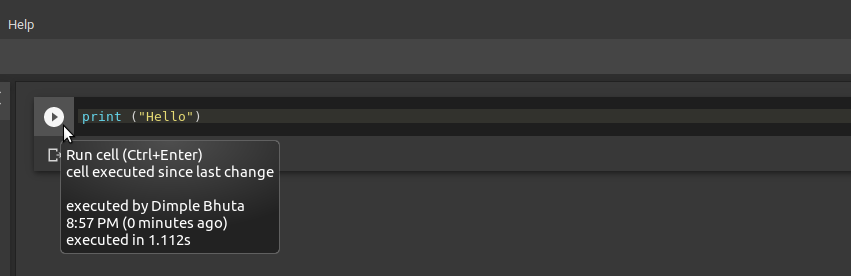 Help
print ("Hello")
Run cell (Ctrl+Enter)
cell executed since last change
executed by Dimple Bhuta
8:57 PM (0 minutes ago)
executed in 1.112s